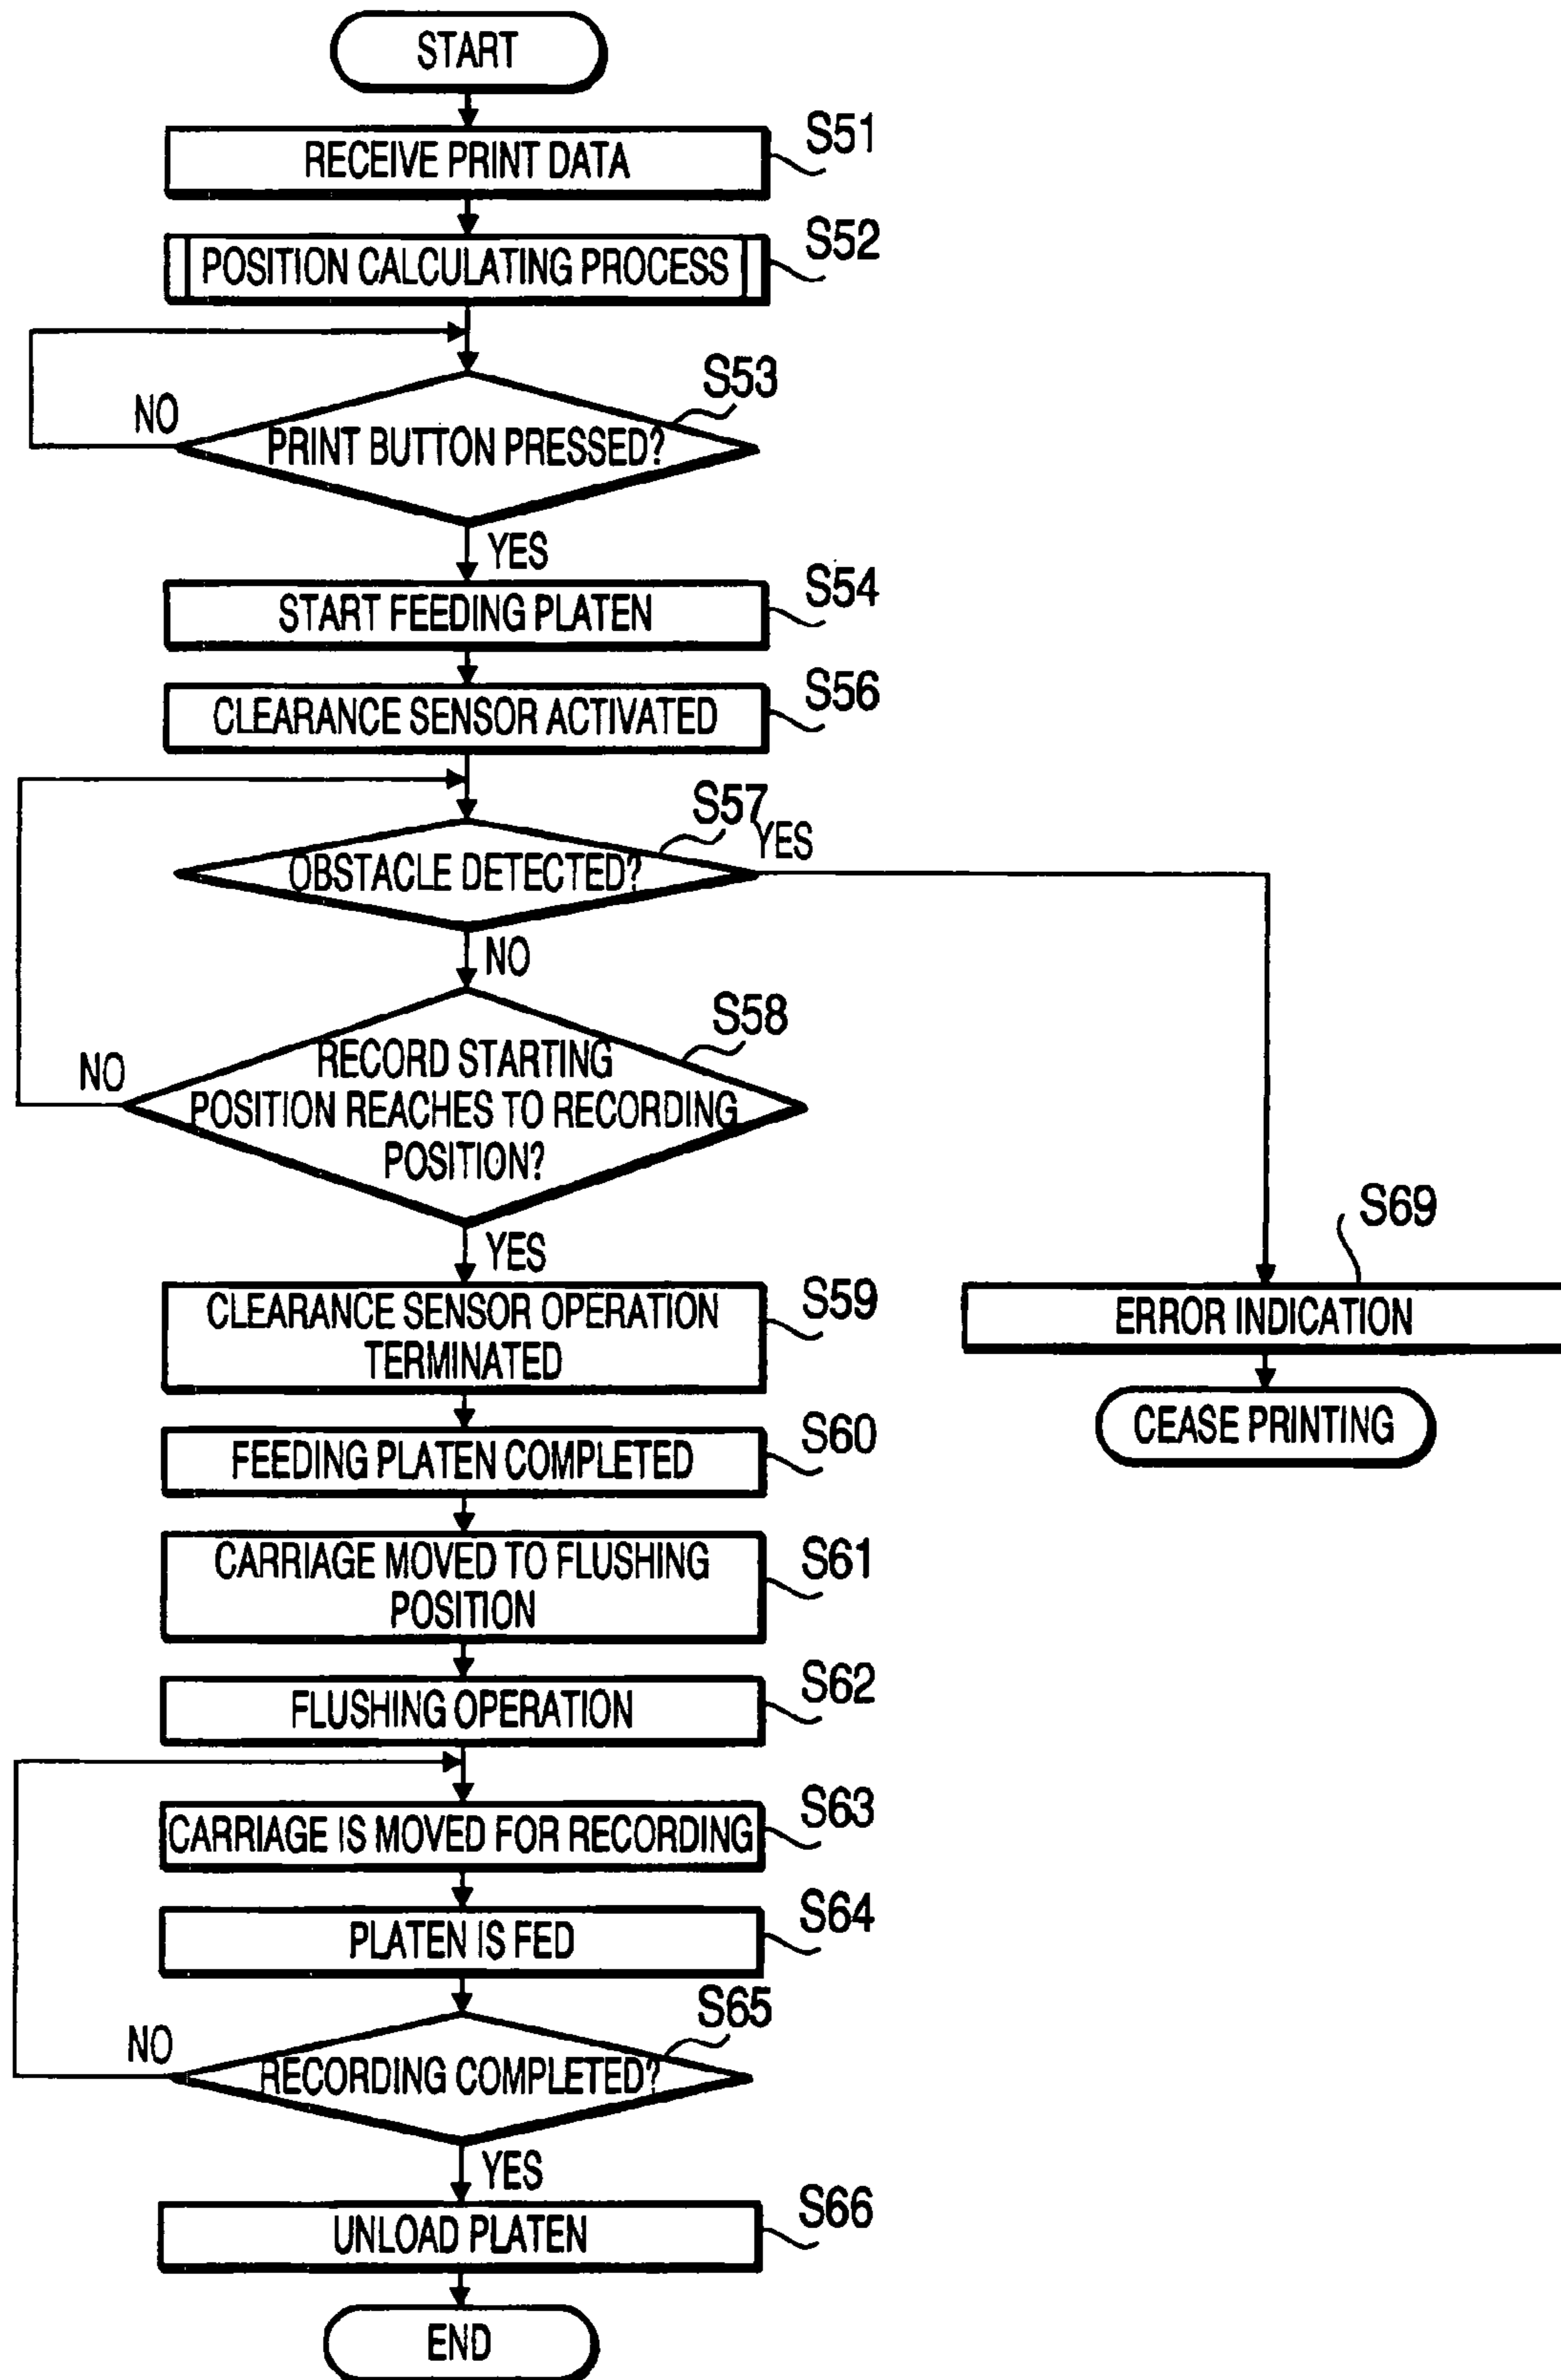 START
S51
RECEIVE PRINT DATA
S52
POSITION CALCULATING PROCESS
S53
NO
PRINT BUTTON PRESSED?
YES
S54
START FEEDING PLATEN
S56
CLEARANCE SENSOR ACTIVATED
S57
YES
OBSTACLE DETECTED?
NO
S58
NO
RECORD STARTING
POSITION REACHES TO RECORDING
POSITION?
YES
S59
CLEARANCE SENSOR OPERATION
TERMINATED
S69
ERROR INDICATION
CEASE PRINTING
S60
FEEDING PLATEN COMPLETED
S61
CARRIAGE MOVED TO FLUSHING
POSITION
S62
FLUSHING OPERATION
S63
CARRIAGE IS MOVED FOR RECORDING
S64
PLATEN IS FED
S65
NO
RECORDING COMPLETED?
YES
S66
UNLOAD PLATEN
END